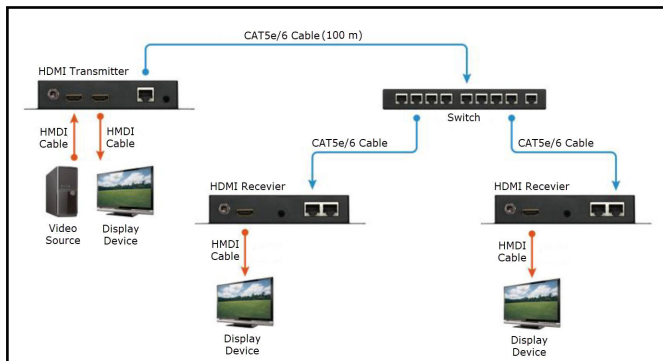 CAT5e/6 Cable (100 m)
HDMI Transmitter
Switch
HMDI
Cable
HMDI
Cable
CAT5e/6 Cable
CAT5e/6 Cable
Video
Source
Display
Device
HDMI Recevier
HDMI Recevier
HMDI
Cable
HMDI
Cable
Display
Device
Display
Device